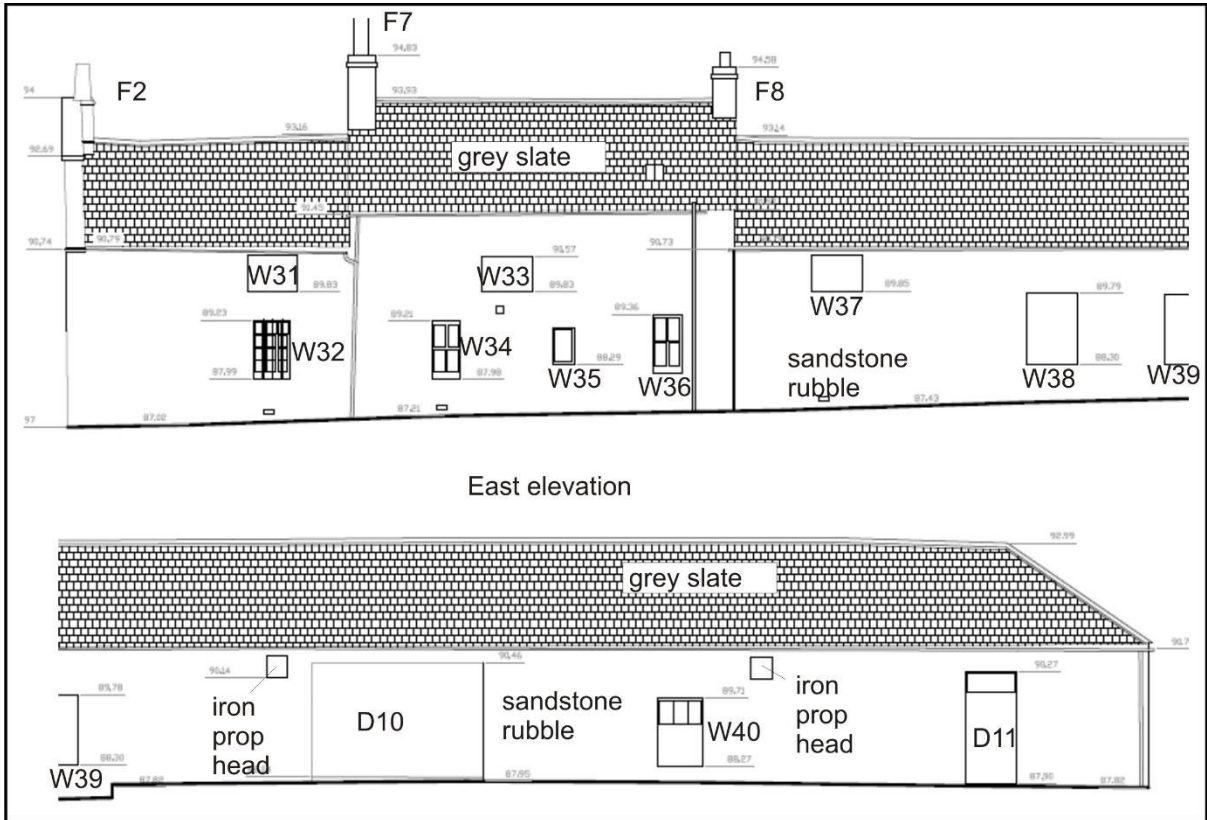 F7
94.83
94.58
94
F2
93.93
F8
93.16
93.14
92.69
grey slate
90.74
90.79
90.57
90.73
W31
W33
89.83
89.83
89.85
89.79
W37
89.23
89.21
89.36
W32
W34
88.29
sandstone
rubble
88.30
87.99
87.98
W35
W36
W38
W39
97
87.02
87.21
87.43
East elevation
92.99
grey slate
90.7
90.14
90.46
90.27
89.78
iron
prop
head
D10
sandstone
rubble
89.71
W40
iron
prop
head
D11
88.30
88.27
W39
87.82
87.95
87.90
87.82